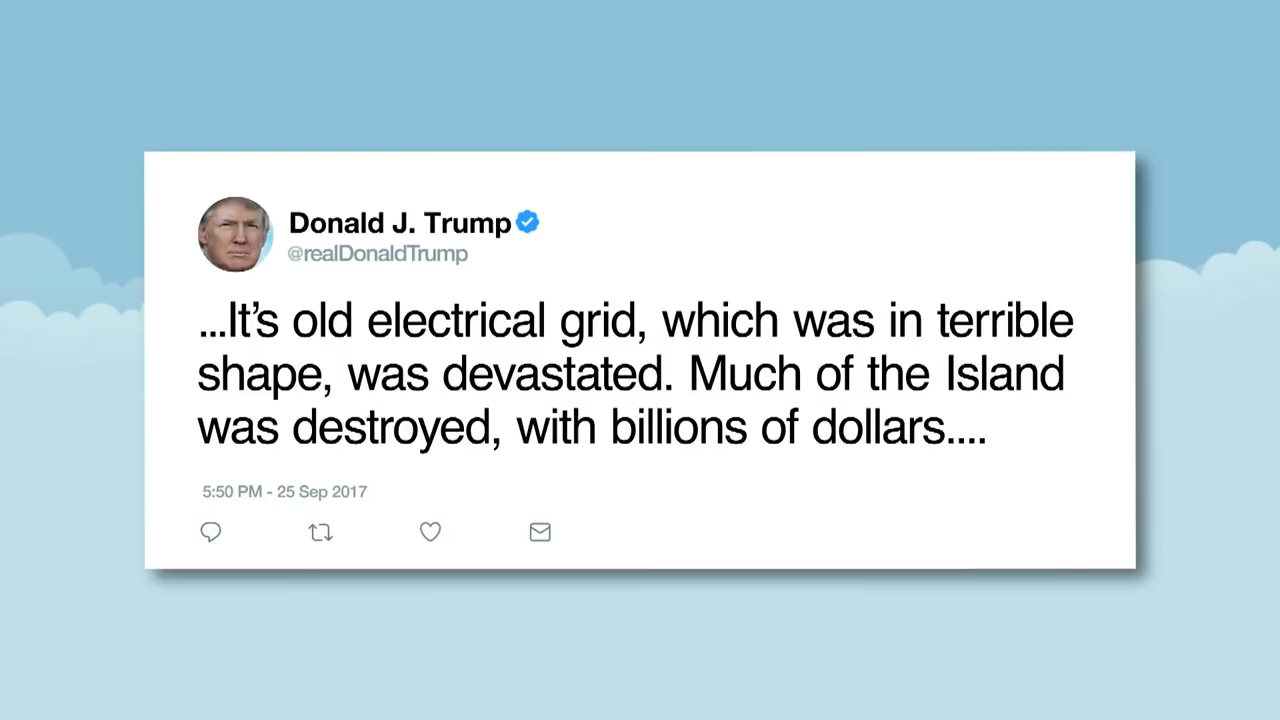 Donald J. Trump
@realDonaldTrump
...It’s old electrical grid, which was in terrible
shape, was devastated. Much of the Island
was destroyed, with billions of dollars....
5:50 PM - 25 Sep 2017